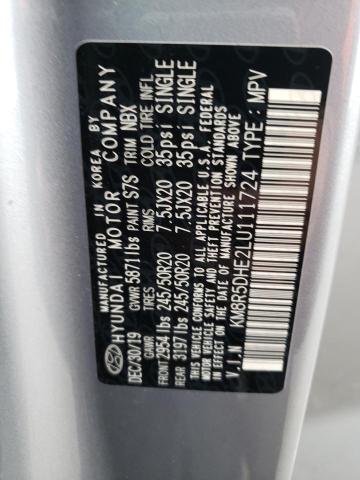 MANUFACTURED IN KOREA BY
HYUNDAI MOTOR COMPANY
DEC/30/19 GVWR 5871lbs PAINT S7S TRIM NBX
GAWR TIRES RIMS COLD TIRE INFL.
FRONT 2954 lbs 245/50R20 7.5JX20 35psi SINGLE
REAR 3197 lbs 245/50R20 7.5JX20 35psi SINGLE
THIS VEHICLE CONFORMS TO ALL APPLICABLE U.S.A. FEDERAL
MOTOR VEHICLE SAFETY, BUMPER, AND THEFT PREVENTION STANDARDS
IN EFFECT ON THE DATE OF MANUFACTURE SHOWN ABOVE.
V.I.N : KM8R5DHE2LU111724 TYPE : MPV